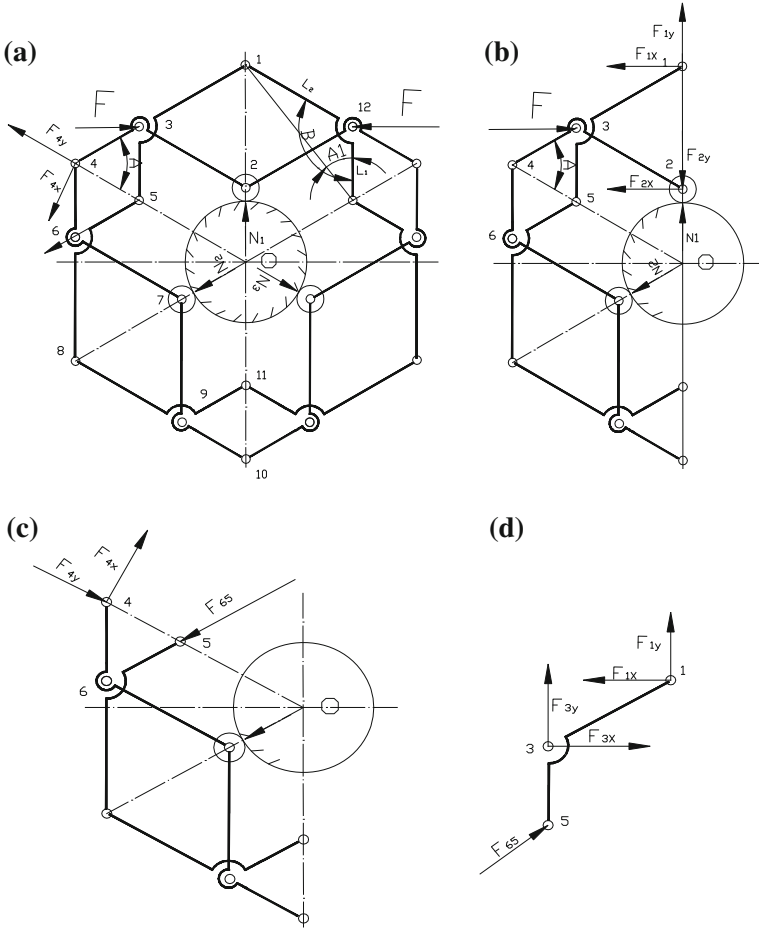 (a)
1
L₂
F
3
12
F
F₄y
4
A
B
A1
2
L₁
F₄x
5
6
N₁
N₂
N₃
O
7
8
9
11
10
(b)
F₁y
F₁x
1
F
3
4
A
2
F₂y
F₂x
5
6
N1
N₂
O
(c)
F₄x
F₄y
4
F₆₅
5
6
O
(d)
F₁y
F₁x
1
F₃y
3
F₃x
5
F₆₅